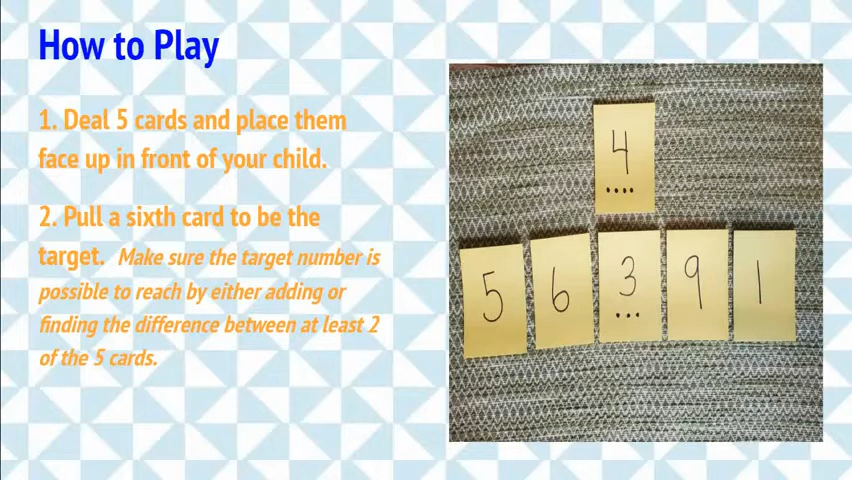 How to Play
1. Deal 5 cards and place them
face up in front of your child.
2. Pull a sixth card to be the
target. Make sure the target number is
possible to reach by either adding or
finding the difference between at least 2
of the 5 cards.
4
5 6 3 9 1